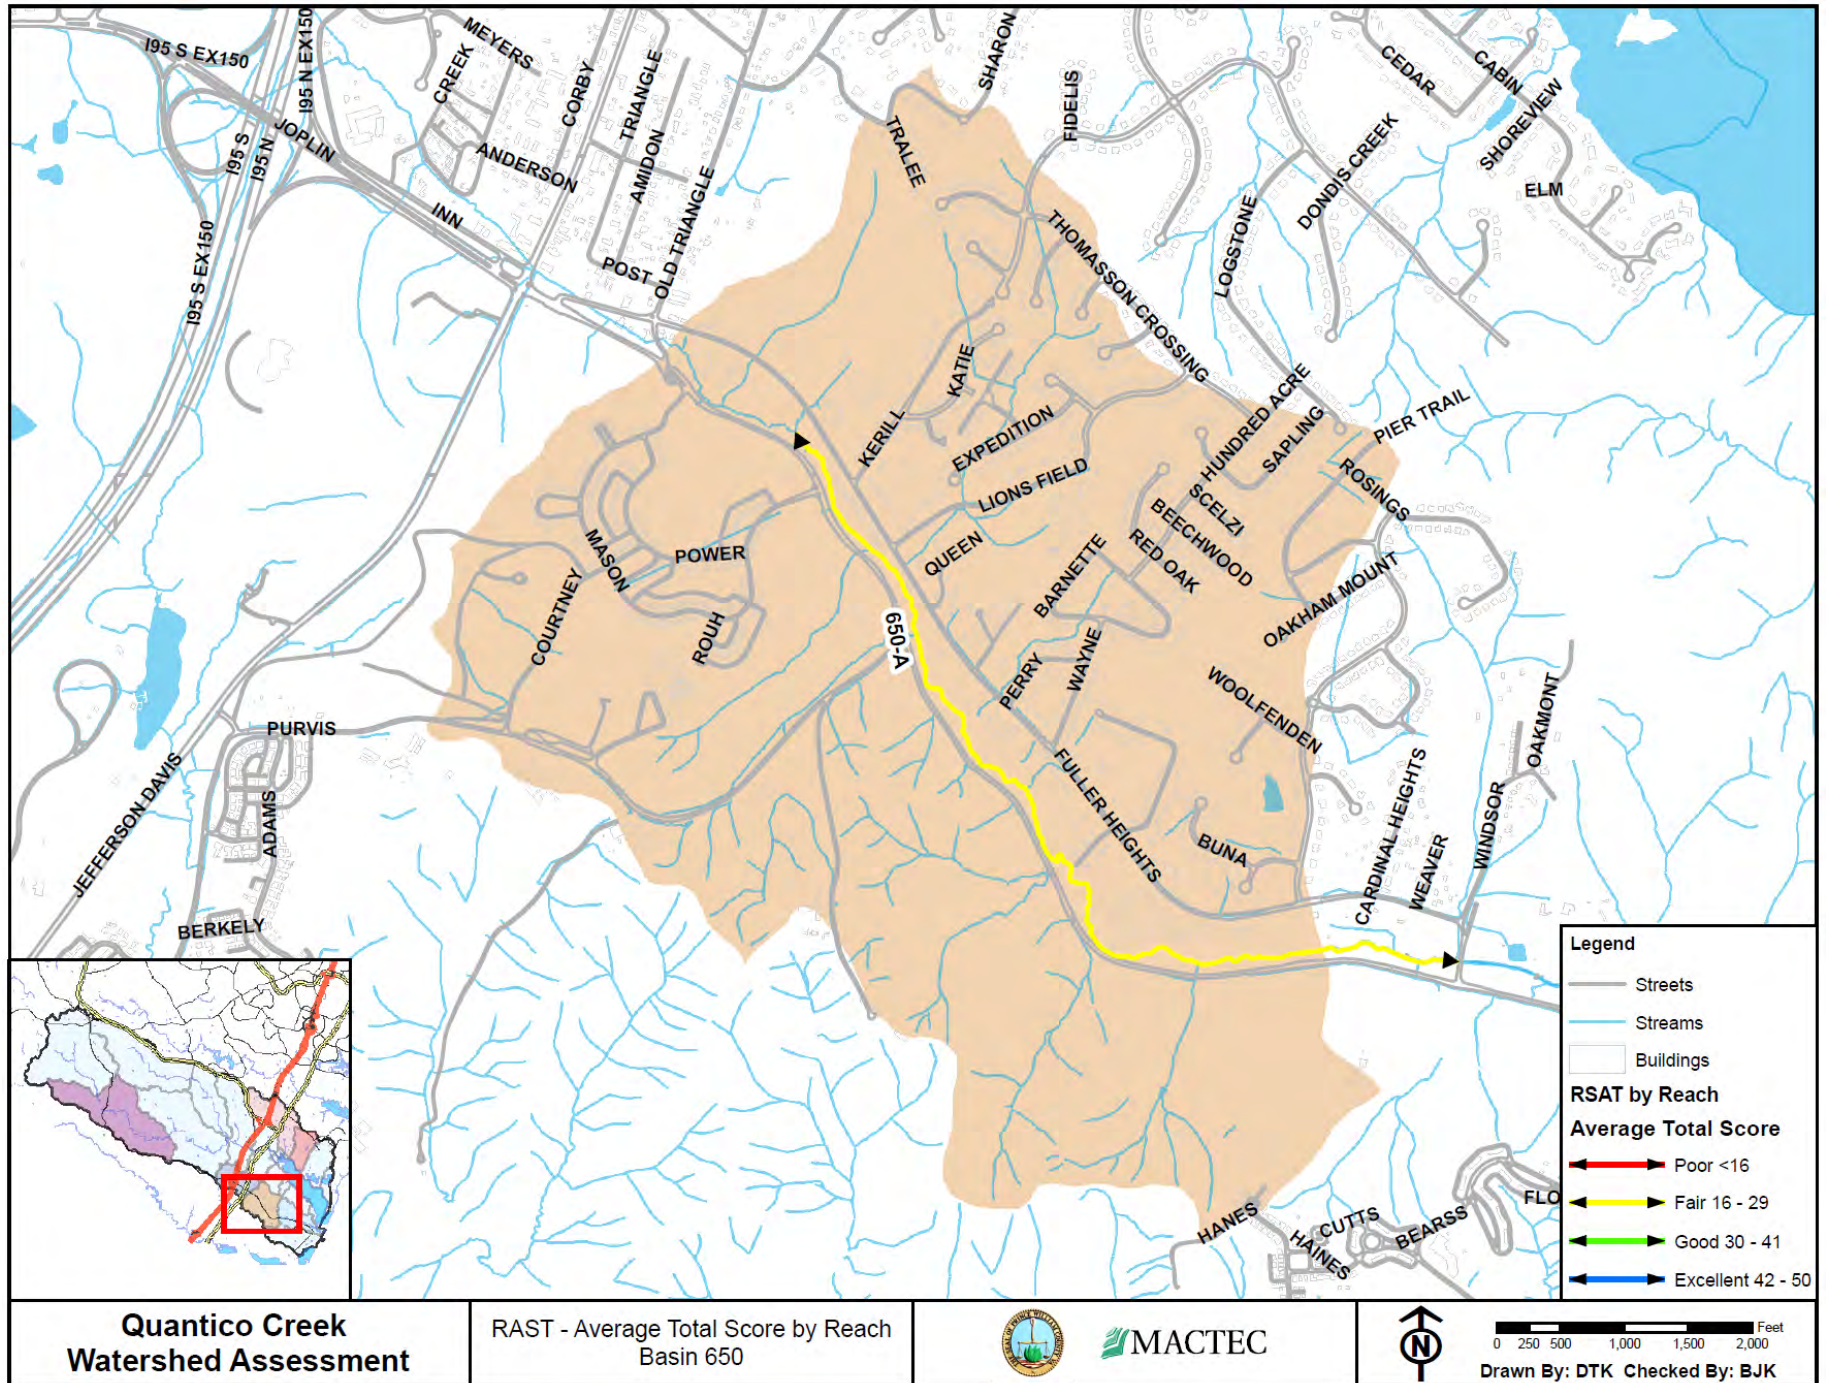 I95 S EX150
I95 N EX150
MEYERS
CREEK
CORBY
TRIANGLE
SHARON
FIDELIS
CEDAR
CABIN
SHOREVIEW
I95 S
I95 N
JOPLIN
ANDERSON
AMIDON
TRALEE
DONDIS CREEK
ELM
INN
OLD TRIANGLE
POST
I95 S EX150
THOMASSON CROSSING
LOGSTONE
KATIE
KERILL
EXPEDITION
LIONS FIELD
HUNDRED ACRE
SAPLING
PIER TRAIL
ROSINGS
SCELZI
BEECHWOOD
RED OAK
QUEEN
BARNETTE
OAKHAM MOUNT
MASON
POWER
COURTNEY
ROUH
650-A
PERRY
WAYNE
WOOLFENDEN
PURVIS
JEFFERSON DAVIS
ADAMS
BERKELY
FULLER HEIGHTS
BUNA
CARDINAL HEIGHTS
WEAVER
WINDSOR
OAKMONT
HANES
HAINES
CUTTS
BEARSS
FLO
Legend
Streets
Streams
Buildings
RSAT by Reach
Average Total Score
Poor <16
Fair 16 - 29
Good 30 - 41
Excellent 42 - 50
Quantico Creek
Watershed Assessment
RAST - Average Total Score by Reach
Basin 650
MACTEC
N
Feet
0 250 500 1,000 1,500 2,000
Drawn By: DTK Checked By: BJK